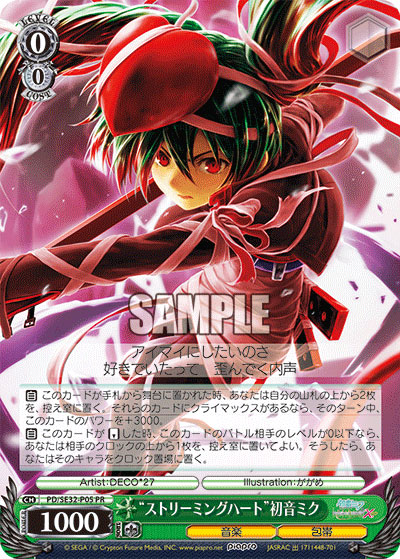 LEVEL
0
0
COST
SAMPLE
アイマイにしたいのさ
好きでいたって 歪んでく内声
Artist:DECO*27
Illustration:ががめ
自 このカードが手札から舞台に置かれた時、あなたは自分の山札の上から2枚
を、控え室に置く。それらのカードにクライマックスがあるなら、そのターン中、
このカードのパワーを+3000。
自 このカードが した時、このカードのバトル相手のレベルが0以下なら、
あなたは相手のクロックの上から1枚を、控え室に置いてよい。そうしたら、あ
なたはそのキャラをクロック置場に置く。
CH PD/SE32-P05 PR
1000
“ストリーミングハート”初音ミク
音楽
包帯
© SEGA / © Crypton Future Media, INC. www.piapro.net piapro JASRAC 出 1711448-701